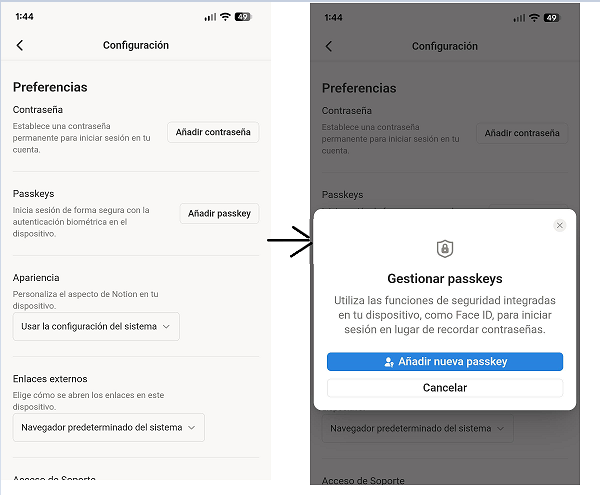 1:44
49
Configuración
Preferencias
Contraseña
Establece una contraseña
permanente para iniciar sesión en tu
cuenta.
Añadir contraseña
Passkeys
Inicia sesión de forma segura con la
autenticación biométrica en el
dispositivo.
Añadir passkey
Apariencia
Personaliza el aspecto de Notion en tu
dispositivo.
Usar la configuración del sistema
Enlaces externos
Elige cómo se abren los enlaces en este
dispositivo.
Navegador predeterminado del sistema
Acceso de Soporte
1:44
49
Configuración
Preferencias
Contraseña
Establece una contraseña
permanente para iniciar sesión en tu
cuenta.
Añadir contraseña
Passkeys
Gestionar passkeys
Utiliza las funciones de seguridad integradas
en tu dispositivo, como Face ID, para iniciar
sesión en lugar de recordar contraseñas.
Añadir nueva passkey
Cancelar
Navegador predeterminado del sistema
Acceso de Soporte